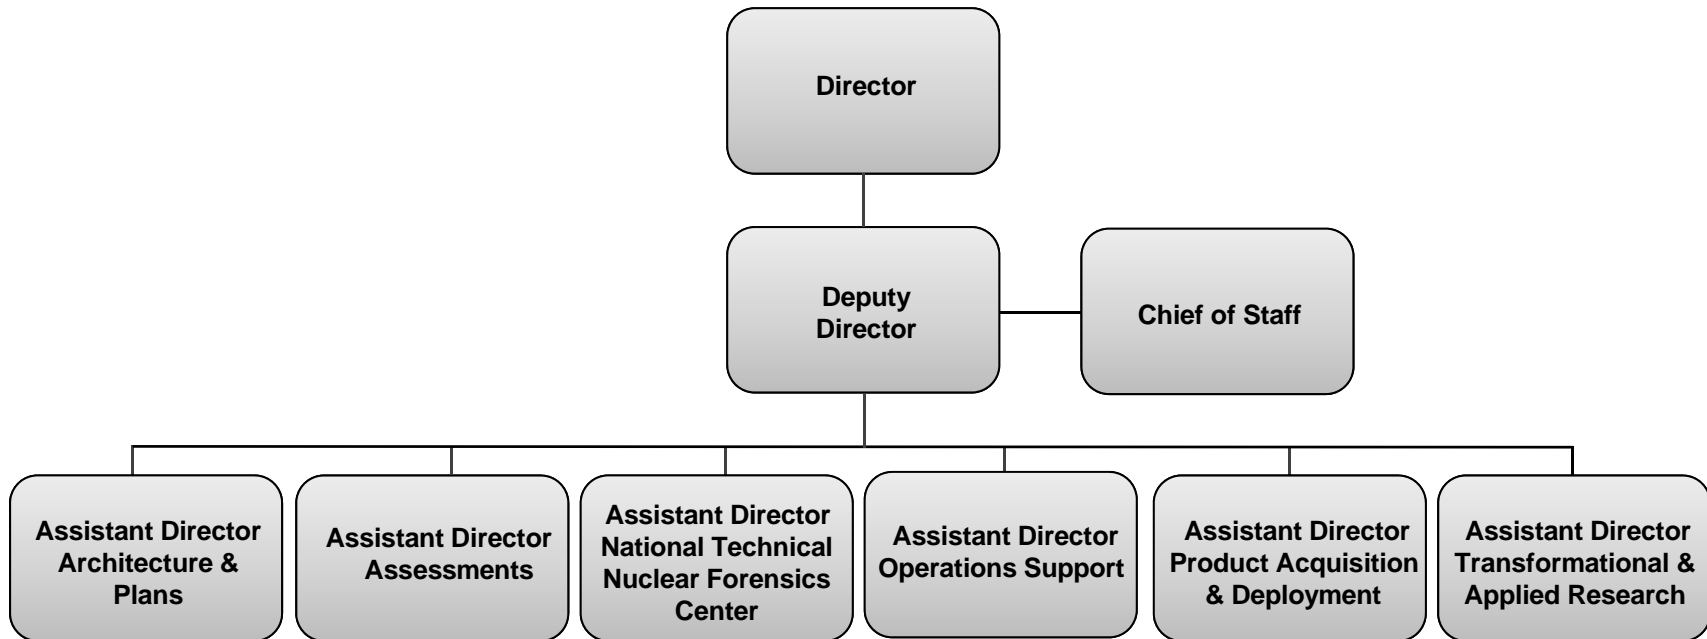 Director
Deputy
Director
Chief of Staff
Assistant Director
Architecture &
Plans
Assistant Director
Assessments
Assistant Director
National Technical
Nuclear Forensics
Center
Assistant Director
Operations Support
Assistant Director
Product Acquisition
& Deployment
Assistant Director
Transformational &
Applied Research